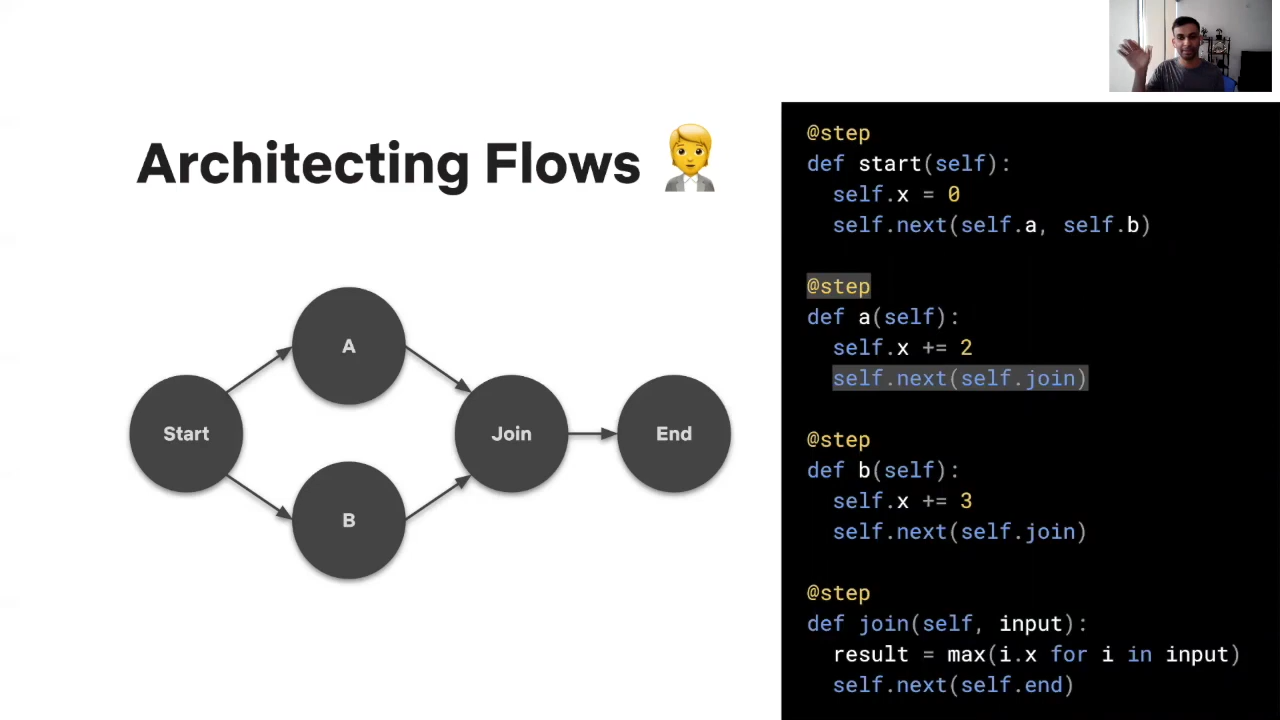 Architecting Flows
Start
A
B
Join
End
@step
def start(self):
self.x = 0
self.next(self.a, self.b)
@step
def a(self):
self.x += 2
self.next(self.join)
@step
def b(self):
self.x += 3
self.next(self.join)
@step
def join(self, input):
result = max(i.x for i in input)
self.next(self.end)